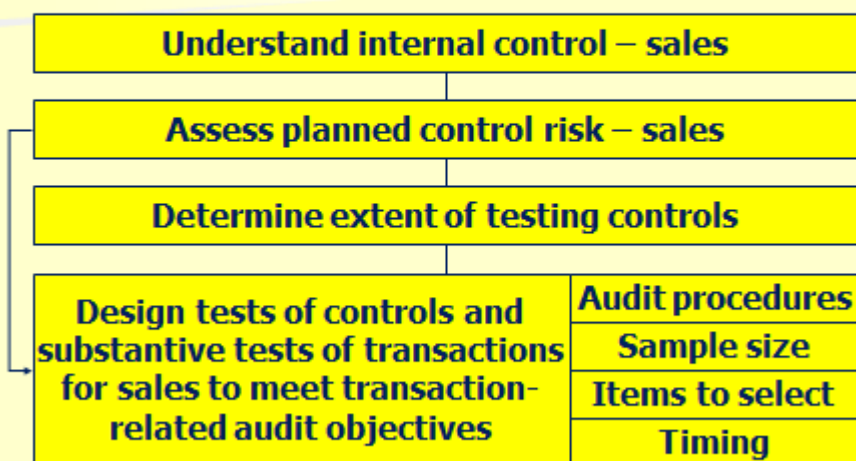 Understand internal control – sales
Assess planned control risk – sales
Determine extent of testing controls
Design tests of controls and
substantive tests of transactions
for sales to meet transaction-
related audit objectives
Audit procedures
Sample size
Items to select
Timing